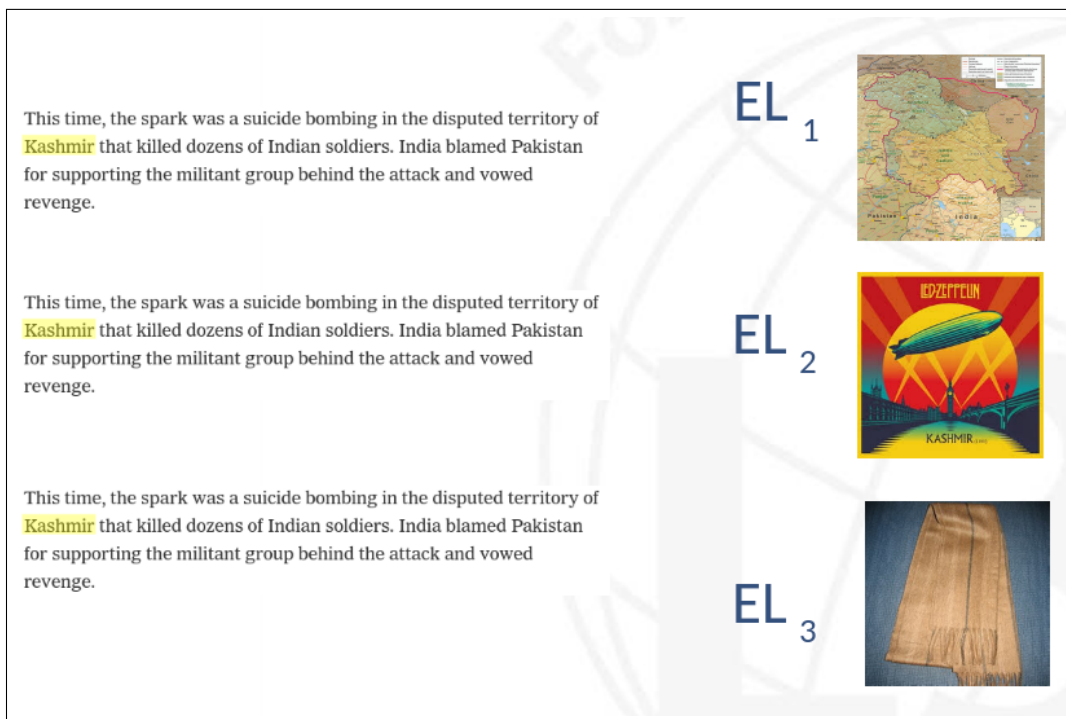 This time, the spark was a suicide bombing in the disputed territory of
Kashmir that killed dozens of Indian soldiers. India blamed Pakistan
for supporting the militant group behind the attack and vowed
revenge.
EL 1
Pakistan
India
This time, the spark was a suicide bombing in the disputed territory of
Kashmir that killed dozens of Indian soldiers. India blamed Pakistan
for supporting the militant group behind the attack and vowed
revenge.
EL 2
LED ZEPPELIN
KASHMIR
This time, the spark was a suicide bombing in the disputed territory of
Kashmir that killed dozens of Indian soldiers. India blamed Pakistan
for supporting the militant group behind the attack and vowed
revenge.
EL 3